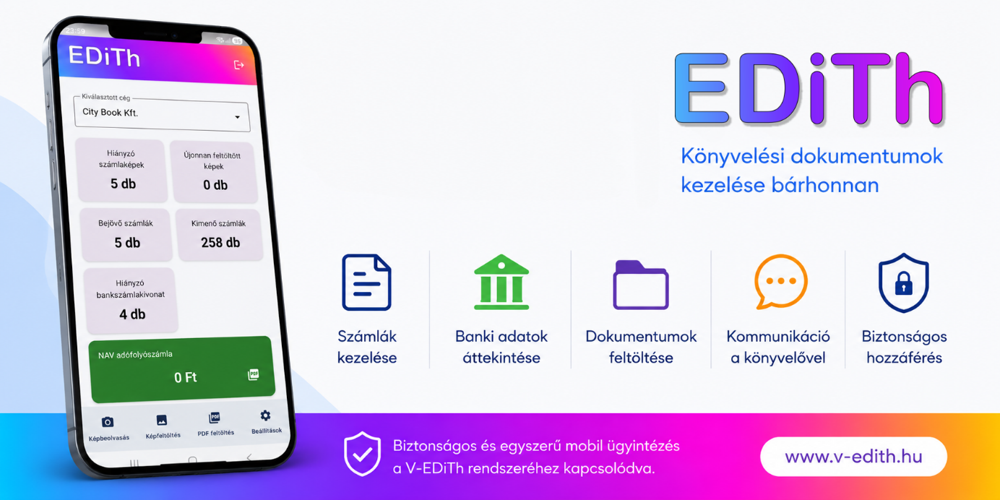 23:59
EDiTh
Kiválasztott cég
City Book Kft.
Hiányzó
számlaképek
5 db
Újonnan feltöltött
képek
0 db
Bejövő számlák
5 db
Kimenő számlák
258 db
Hiányzó
bankszámlakivonat
4 db
NAV adófolyószámla
0 Ft
PDF
Képbeolvasás
Képfeltöltés
PDF feltöltés
Beállítások
EDiTh
Könyvelési dokumentumok
kezelése bárhonnan
Számlák
kezelése
Banki adatok
áttekintése
Dokumentumok
feltöltése
Kommunikáció
a könyvelővel
Biztonságos
hozzáférés
Biztonságos és egyszerű mobil ügyintézés
a V-EDiTh rendszeréhez kapcsolódva.
www.v-edith.hu